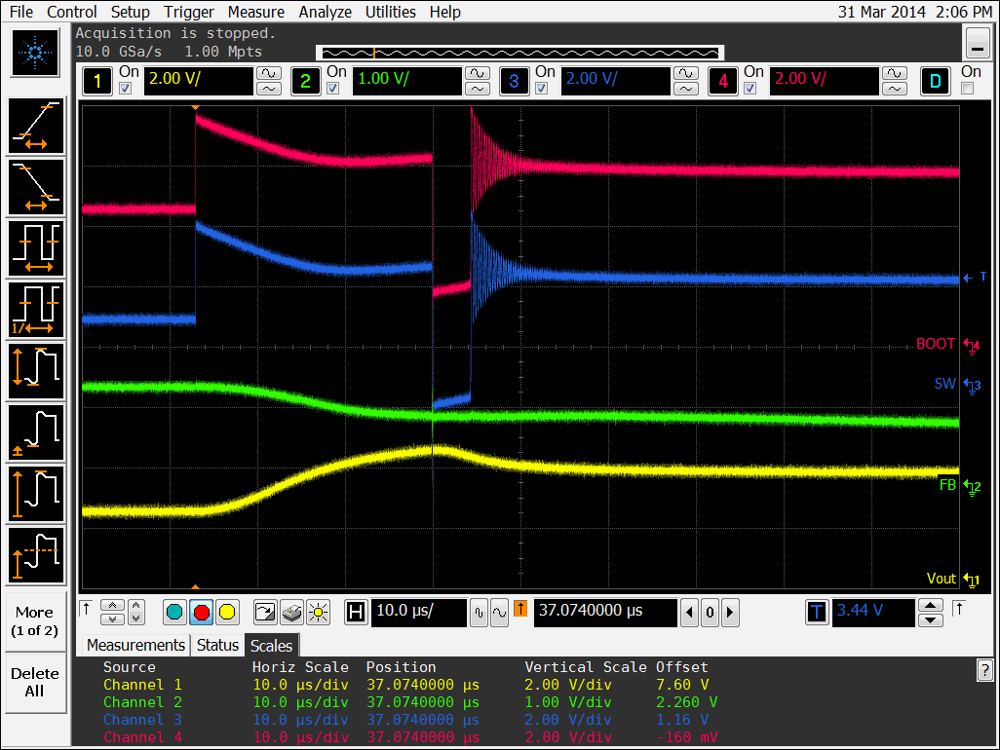 File Control Setup Trigger Measure Analyze Utilities Help 31 Mar 2014 2:06 PM
Acquisition is stopped.
10.0 GSa/s 1.00 Mpts
1 On 2.00 V/ 2 On 1.00 V/ 3 On 2.00 V/ 4 On 2.00 V/ D On
T
BOOT 4
SW 3
FB 2
Vout 1
1/
More
(1 of 2)
Delete
All
H 10.0 µs/ 37.0740000 µs 0 T 3.44 V
Measurements Status Scales
Source Horiz Scale Position Vertical Scale Offset
Channel 1 10.0 µs/div 37.0740000 µs 2.00 V/div 7.60 V
Channel 2 10.0 µs/div 37.0740000 µs 1.00 V/div 2.260 V
Channel 3 10.0 µs/div 37.0740000 µs 2.00 V/div 1.16 V
Channel 4 10.0 µs/div 37.0740000 µs 2.00 V/div -160 mV
?